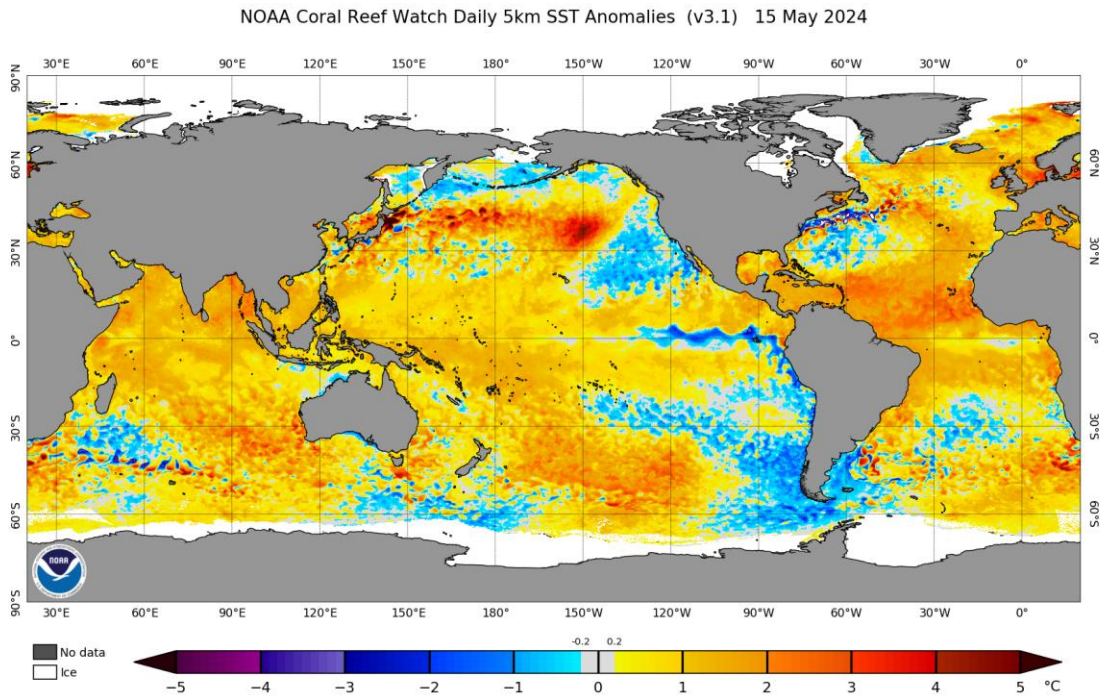 NOAA Coral Reef Watch Daily 5km SST Anomalies (v3.1) 15 May 2024
30°E 60°E 90°E 120°E 150°E 180° 150°W 120°W 90°W 60°W 30°W 0°
90°N
60°N 60°N
30°N 30°N
0° 0°
30°S 30°S
60°S 60°S
90°S
NOAA
30°E 60°E 90°E 120°E 150°E 180° 150°W 120°W 90°W 60°W 30°W 0°
-0.2 0.2
No data
Ice
−5 −4 −3 −2 −1 0 1 2 3 4 5 °C